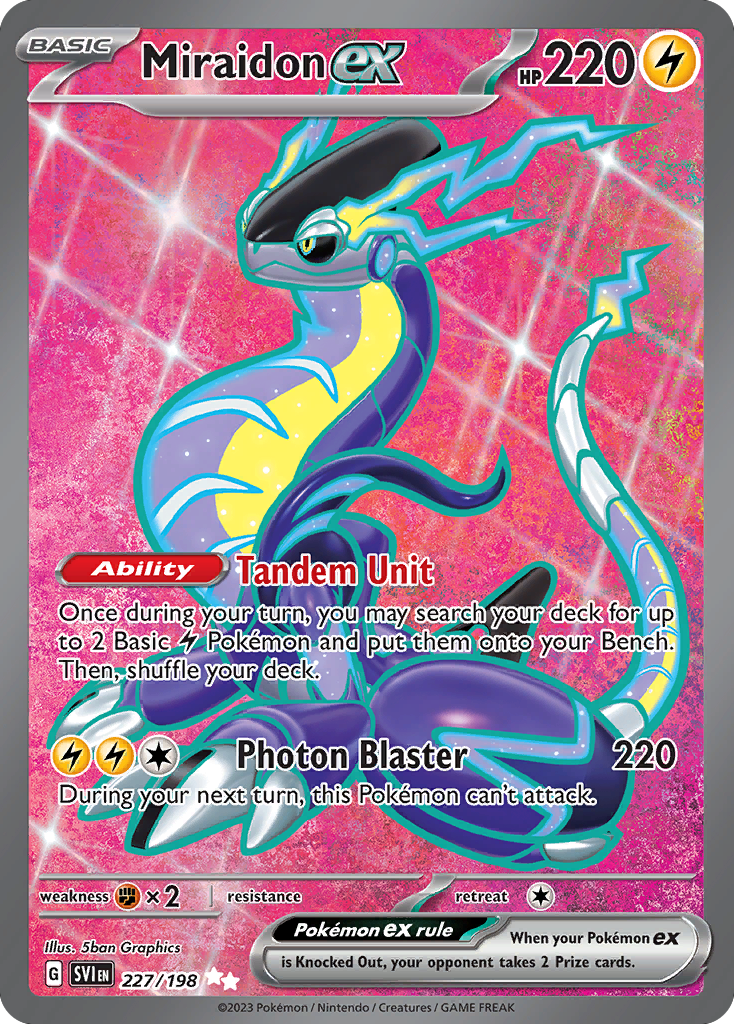 BASIC
Miraidon ex
HP 220
Ability Tandem Unit
Once during your turn, you may search your deck for up
to 2 Basic Pokémon and put them onto your Bench.
Then, shuffle your deck.
Photon Blaster 220
During your next turn, this Pokémon can't attack.
weakness ×2 resistance retreat
Illus. 5ban Graphics
Pokémon ex rule When your Pokémon ex
is Knocked Out, your opponent takes 2 Prize cards.
G SVI EN 227/198
©2023 Pokémon / Nintendo / Creatures / GAME FREAK